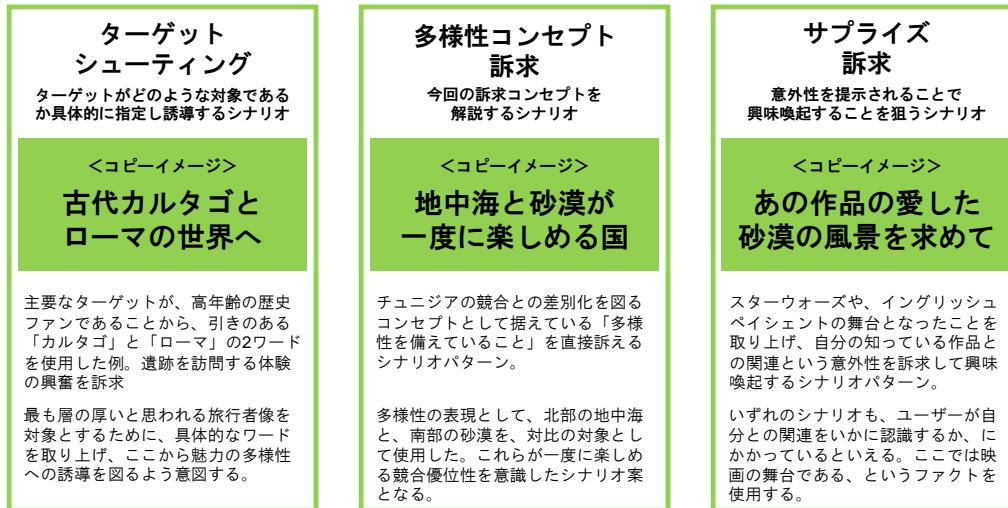 ターゲット
シューティング
ターゲットがどのような対象である
か具体的に指定し誘導するシナリオ
＜コピーイメージ＞
古代カルタゴと
ローマの世界へ
主要なターゲットが、高年齢の歴史
ファンであることから、引きのある
「カルタゴ」と「ローマ」の2ワード
を使用した例。遺跡を訪問する体験
の興奮を訴求
最も層の厚いと思われる旅行者像を
対象とするために、具体的なワード
を取り上げ、ここから魅力の多様性
への誘導を図るよう意図する。
多様性コンセプト
訴求
今回の訴求コンセプトを
解説するシナリオ
＜コピーイメージ＞
地中海と砂漠が
一度に楽しめる国
チュニジアの競合との差別化を図る
コンセプトとして据えている「多様
性を備えていること」を直接訴える
シナリオパターン。
多様性の表現として、北部の地中海
と、南部の砂漠を、対比の対象とし
て使用した。これらが一度に楽しめ
る競合優位性を意識したシナリオ案
となる。
サプライズ
訴求
意外性を提示されることで
興味喚起することを狙うシナリオ
＜コピーイメージ＞
あの作品の愛した
砂漠の風景を求めて
スターウォーズや、イングリッシュ
ペイシェントの舞台となったことを
取り上げ、自分の知っている作品と
の関連という意外性を訴求して興味
喚起するシナリオパターン。
いずれのシナリオも、ユーザーが自
分との関連をいかに認識するか、に
かかっているといえる。ここでは映
画の舞台である、というファクトを
使用する。